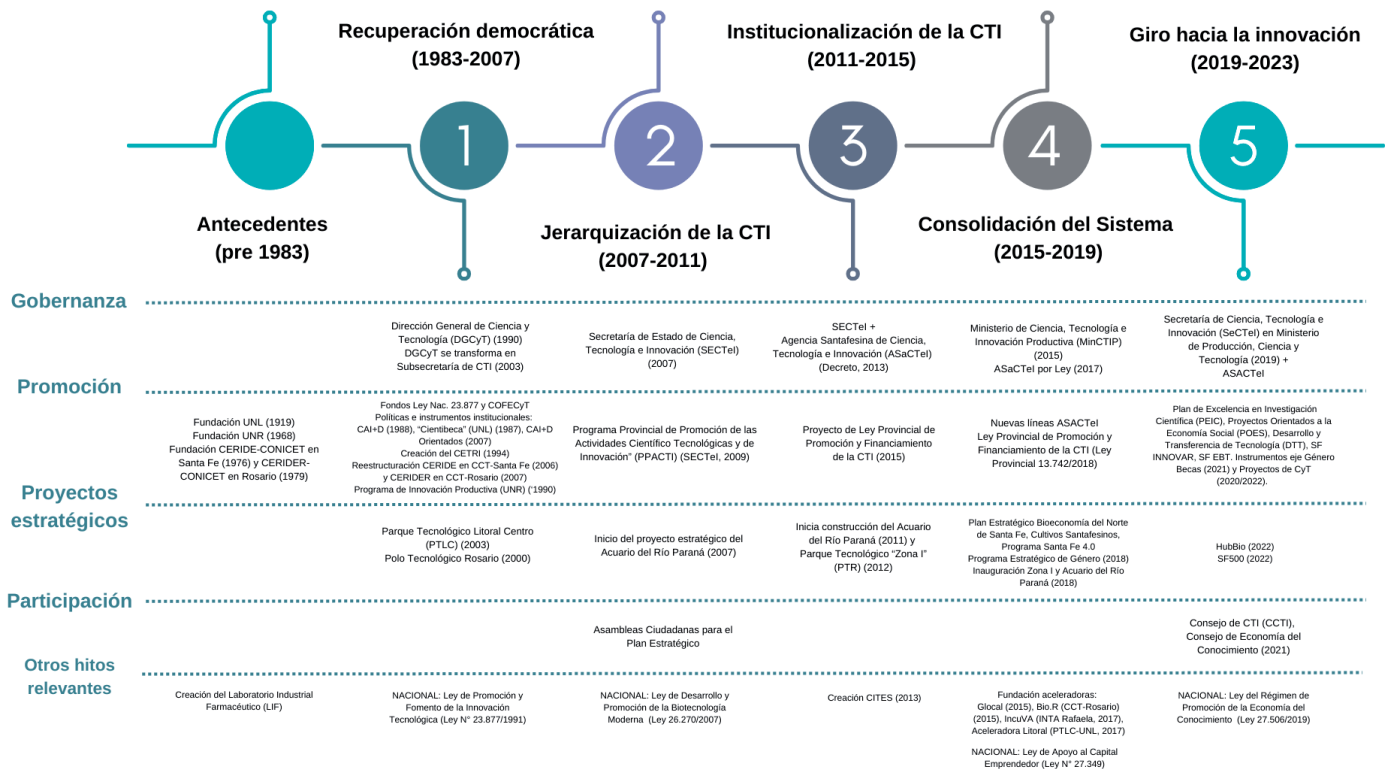 Recuperación democrática
(1983-2007)
Institucionalización de la CTI
(2011-2015)
Giro hacia la innovación
(2019-2023)
1
2
3
4
5
Antecedentes
(pre 1983)
Jerarquización de la CTI
(2007-2011)
Consolidación del Sistema
(2015-2019)
Gobernanza
Dirección General de Ciencia y
Tecnología (DGCyT) (1990)
DGCyT se transforma en
Subsecretaría de CTI (2003)
Secretaría de Estado de Ciencia,
Tecnología e Innovación (SECTeI)
(2007)
SECTeI +
Agencia Santafesina de Ciencia,
Tecnología e Innovación (ASaCTeI)
(Decreto, 2013)
Ministerio de Ciencia, Tecnología e
Innovación Productiva (MinCTIP)
(2015)
ASaCTeI por Ley (2017)
Secretaría de Ciencia, Tecnología e
Innovación (SeCTeI) en Ministerio
de Producción, Ciencia y
Tecnología (2019) +
ASACTeI
Promoción
Fundación UNL (1919)
Fundación UNR (1968)
Fundación CERIDE-CONICET en
Santa Fe (1976) y CERIDER-
CONICET en Rosario (1979)
Fondos Ley Nac. 23.877 y COFECyT
Políticas e instrumentos institucionales:
CAI+D (1988), “Cientibeca” (UNL) (1987), CAI+D
Orientados (2007)
Creación del CETRI (1994)
Reestructuración CERIDE en CCT-Santa Fe (2006)
y CERIDER en CCT-Rosario (2007)
Programa de Innovación Productiva (UNR) (‘1990)
Programa Provincial de Promoción de las
Actividades Científico Tecnológicas y de
Innovación” (PPACTI) (SECTeI, 2009)
Proyecto de Ley Provincial de
Promoción y Financiamiento
de la CTI (2015)
Nuevas líneas ASACTeI
Ley Provincial de Promoción y
Financiamiento de la CTI (Ley
Provincial 13.742/2018)
Plan de Excelencia en Investigación
Científica (PEIC), Proyectos Orientados a la
Economía Social (POES), Desarrollo y
Transferencia de Tecnología (DTT), SF
INNOVAR, SF EBT. Instrumentos eje Género
Becas (2021) y Proyectos de CyT
(2020/2022).
Proyectos
estratégicos
Parque Tecnológico Litoral Centro
(PTLC) (2003)
Polo Tecnológico Rosario (2000)
Inicio del proyecto estratégico del
Acuario del Río Paraná (2007)
Inicia construcción del Acuario
del Río Paraná (2011) y
Parque Tecnológico “Zona I”
(PTR) (2012)
Plan Estratégico Bioeconomía del Norte
de Santa Fe, Cultivos Santafesinos,
Programa Santa Fe 4.0
Programa Estratégico de Género (2018)
Inauguración Zona I y Acuario del Río
Paraná (2018)
HubBio (2022)
SF500 (2022)
Participación
Asambleas Ciudadanas para el
Plan Estratégico
Consejo de CTI (CCTI),
Consejo de Economía del
Conocimiento (2021)
Otros hitos
relevantes
Creación del Laboratorio Industrial
Farmacéutico (LIF)
NACIONAL: Ley de Promoción y
Fomento de la Innovación
Tecnológica (Ley N° 23.877/1991)
NACIONAL: Ley de Desarrollo y
Promoción de la Biotecnología
Moderna (Ley 26.270/2007)
Creación CITES (2013)
Fundación aceleradoras:
Glocal (2015), Bio.R (CCT-Rosario)
(2015), IncuVA (INTA Rafaela, 2017),
Aceleradora Litoral (PTLC-UNL, 2017)
NACIONAL: Ley de Apoyo al Capital
Emprendedor (Ley N° 27.349)
NACIONAL: Ley del Régimen de
Promoción de la Economía del
Conocimiento (Ley 27.506/2019)